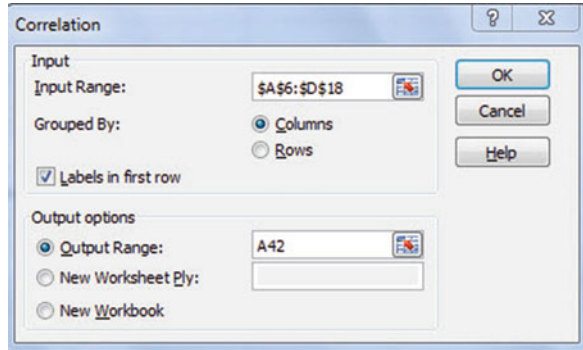 Correlation
?
Input
Input Range:
$A$6:$D$18
OK
Cancel
Grouped By:
Columns
Rows
Help
Labels in first row
Output options
Output Range:
A42
New Worksheet Ply:
New Workbook